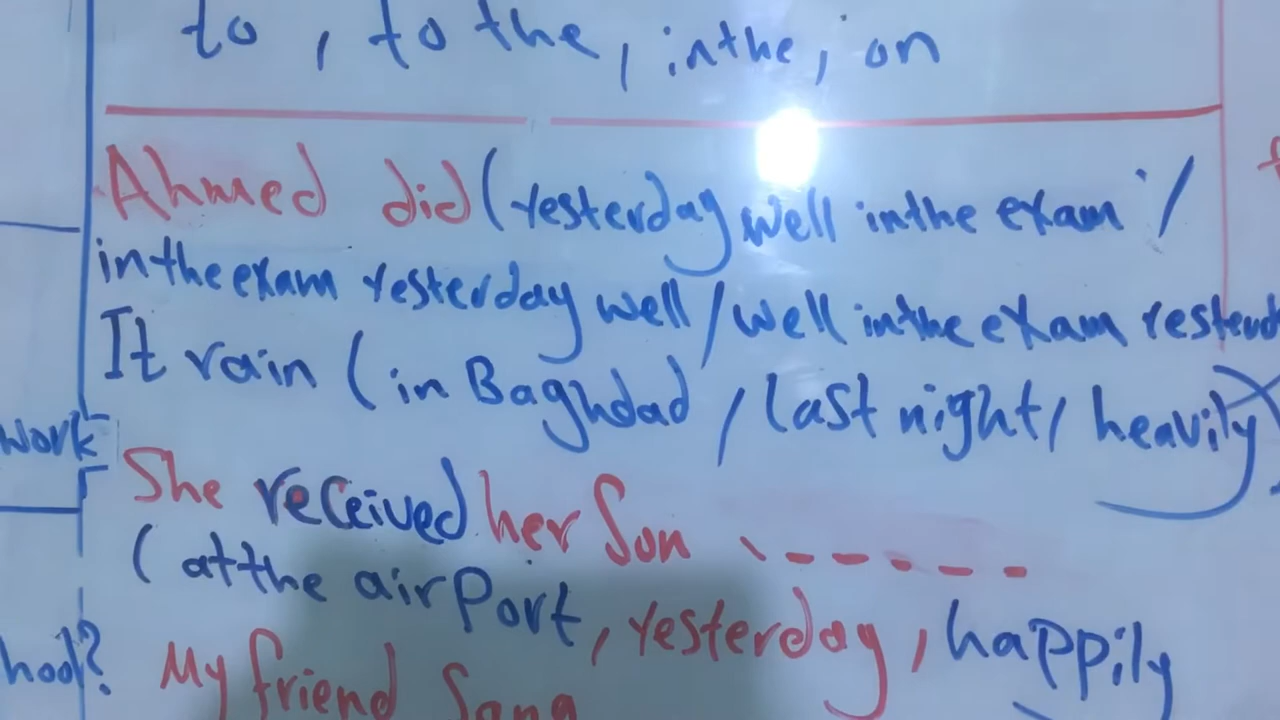 to, to the, in the, on
Ahmed did (yesterday well in the exam /
in the exam yesterday well / well in the exam
It rain (in Baghdad / last night / heavily)
work
She received her son - - - - - -
(at the airport, yesterday, happily
hool?
My friend Sang